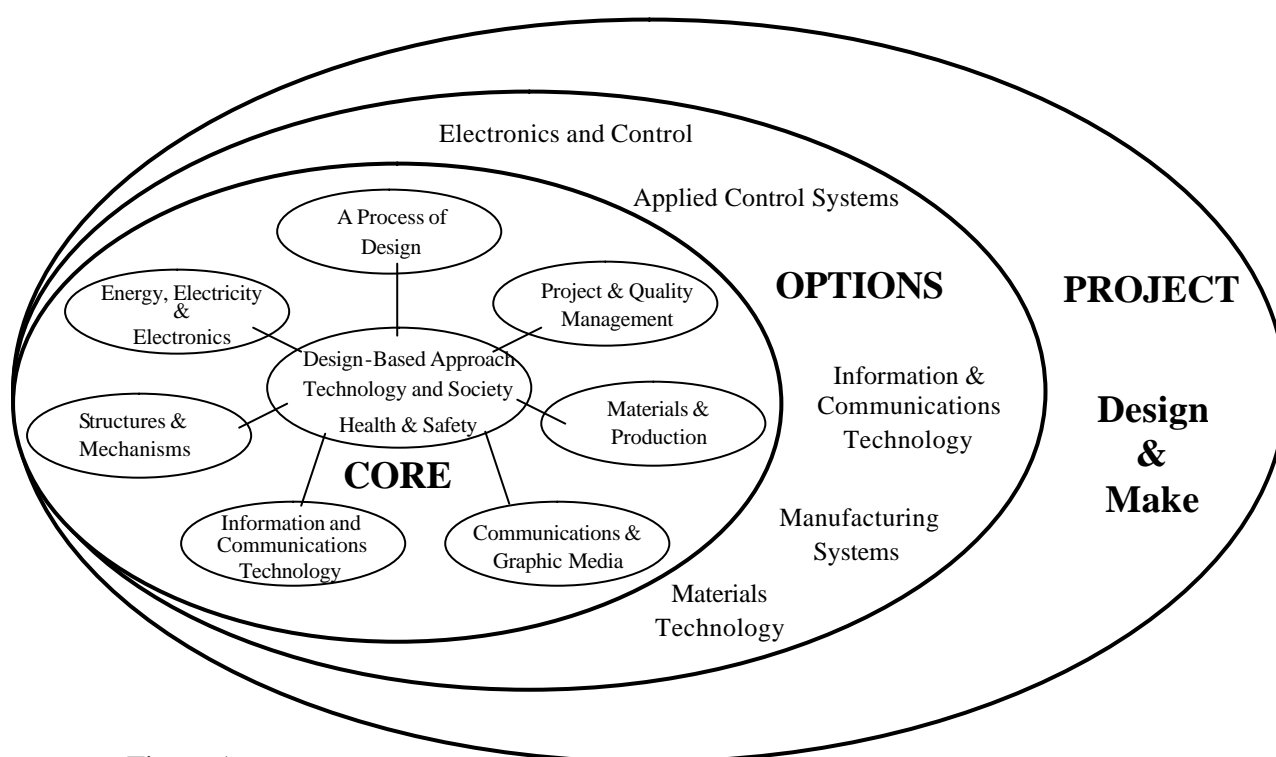 Electronics and Control
Applied Control Systems
OPTIONS
Information &
Communications
Technology
Manufacturing
Systems
Materials
Technology
PROJECT
Design
&
Make
A Process of
Design
Energy, Electricity
&
Electronics
Project & Quality
Management
Design-Based Approach
Technology and Society
Health & Safety
Structures &
Mechanisms
Materials &
Production
CORE
Information and
Communications
Technology
Communications &
Graphic Media